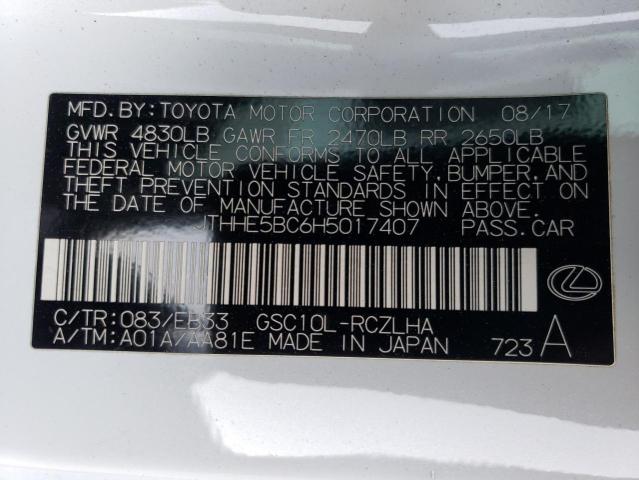 MFD.BY:TOYOTA MOTOR CORPORATION 08/17
GVWR 4830LB GAWR FR 2470LB RR 2650LB
THIS VEHICLE CONFORMS TO ALL APPLICABLE
FEDERAL MOTOR VEHICLE SAFETY,BUMPER,AND
THEFT PREVENTION STANDARDS IN EFFECT ON
THE DATE OF MANUFACTURE SHOWN ABOVE.
JTHHE5BC6H5017407 PASS.CAR
C/TR:083/EB33 GSC10L-RCZLHA
A/TM:A01A/AA81E MADE IN JAPAN 723A